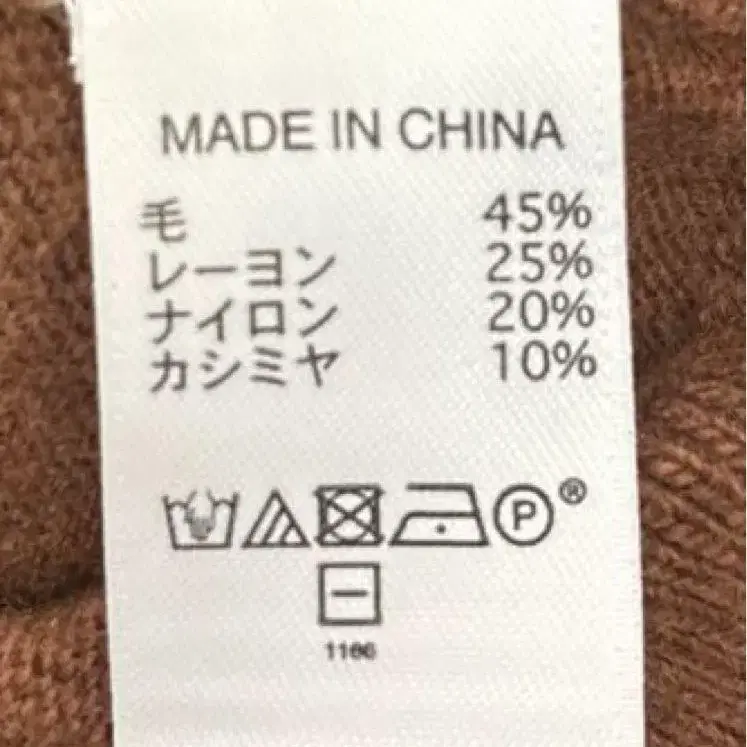 MADE IN CHINA
毛 45%
レーヨン 25%
ナイロン 20%
カシミヤ 10%
P ®